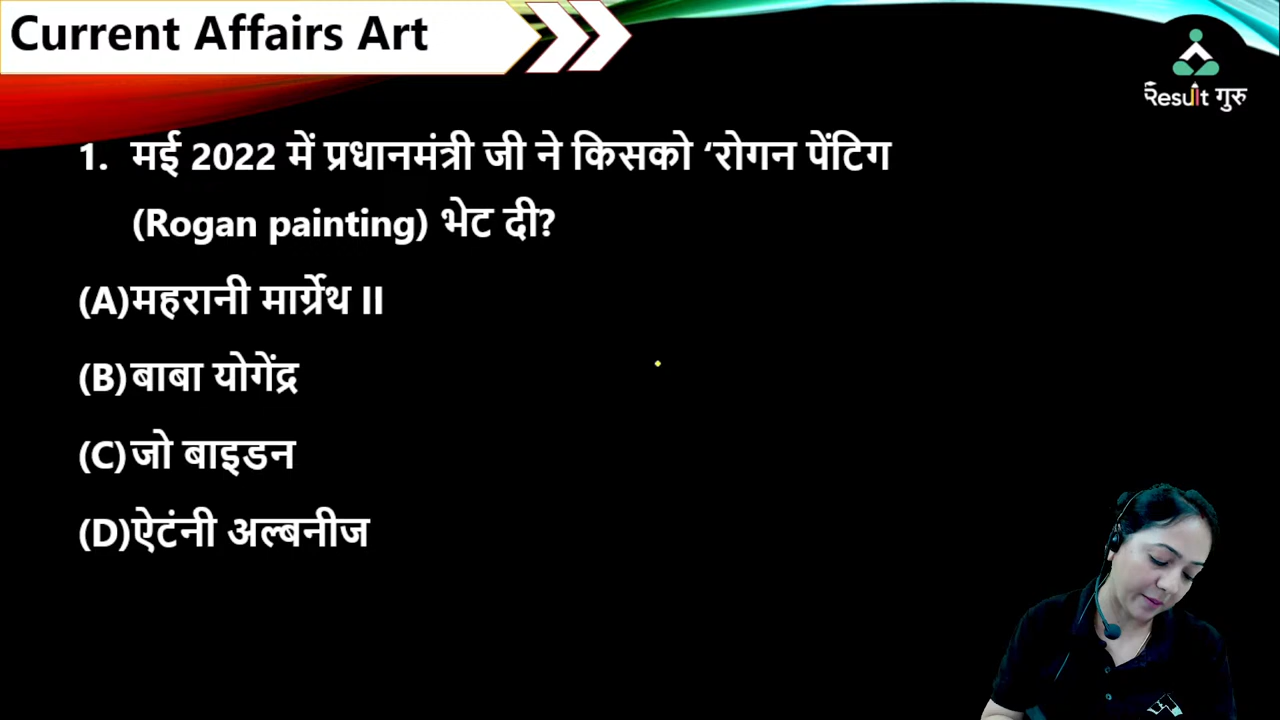 Current Affairs Art
Result गुरु
1. मई 2022 में प्रधानमंत्री जी ने किसको ‘रोगन पेंटिग
(Rogan painting) भेट दी?
(A)महरानी मार्ग्रेथ II
(B)बाबा योगेंद्र
(C)जो बाइडन
(D)ऐटंनी अल्बनीज